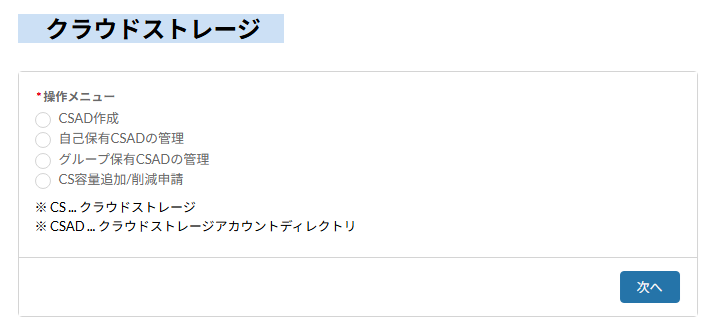 クラウドストレージ
*操作メニュー
CSAD作成
自己保有CSADの管理
グループ保有CSADの管理
CS容量追加/削減申請
※ CS ... クラウドストレージ
※ CSAD ... クラウドストレージアカウントディレクトリ
次へ